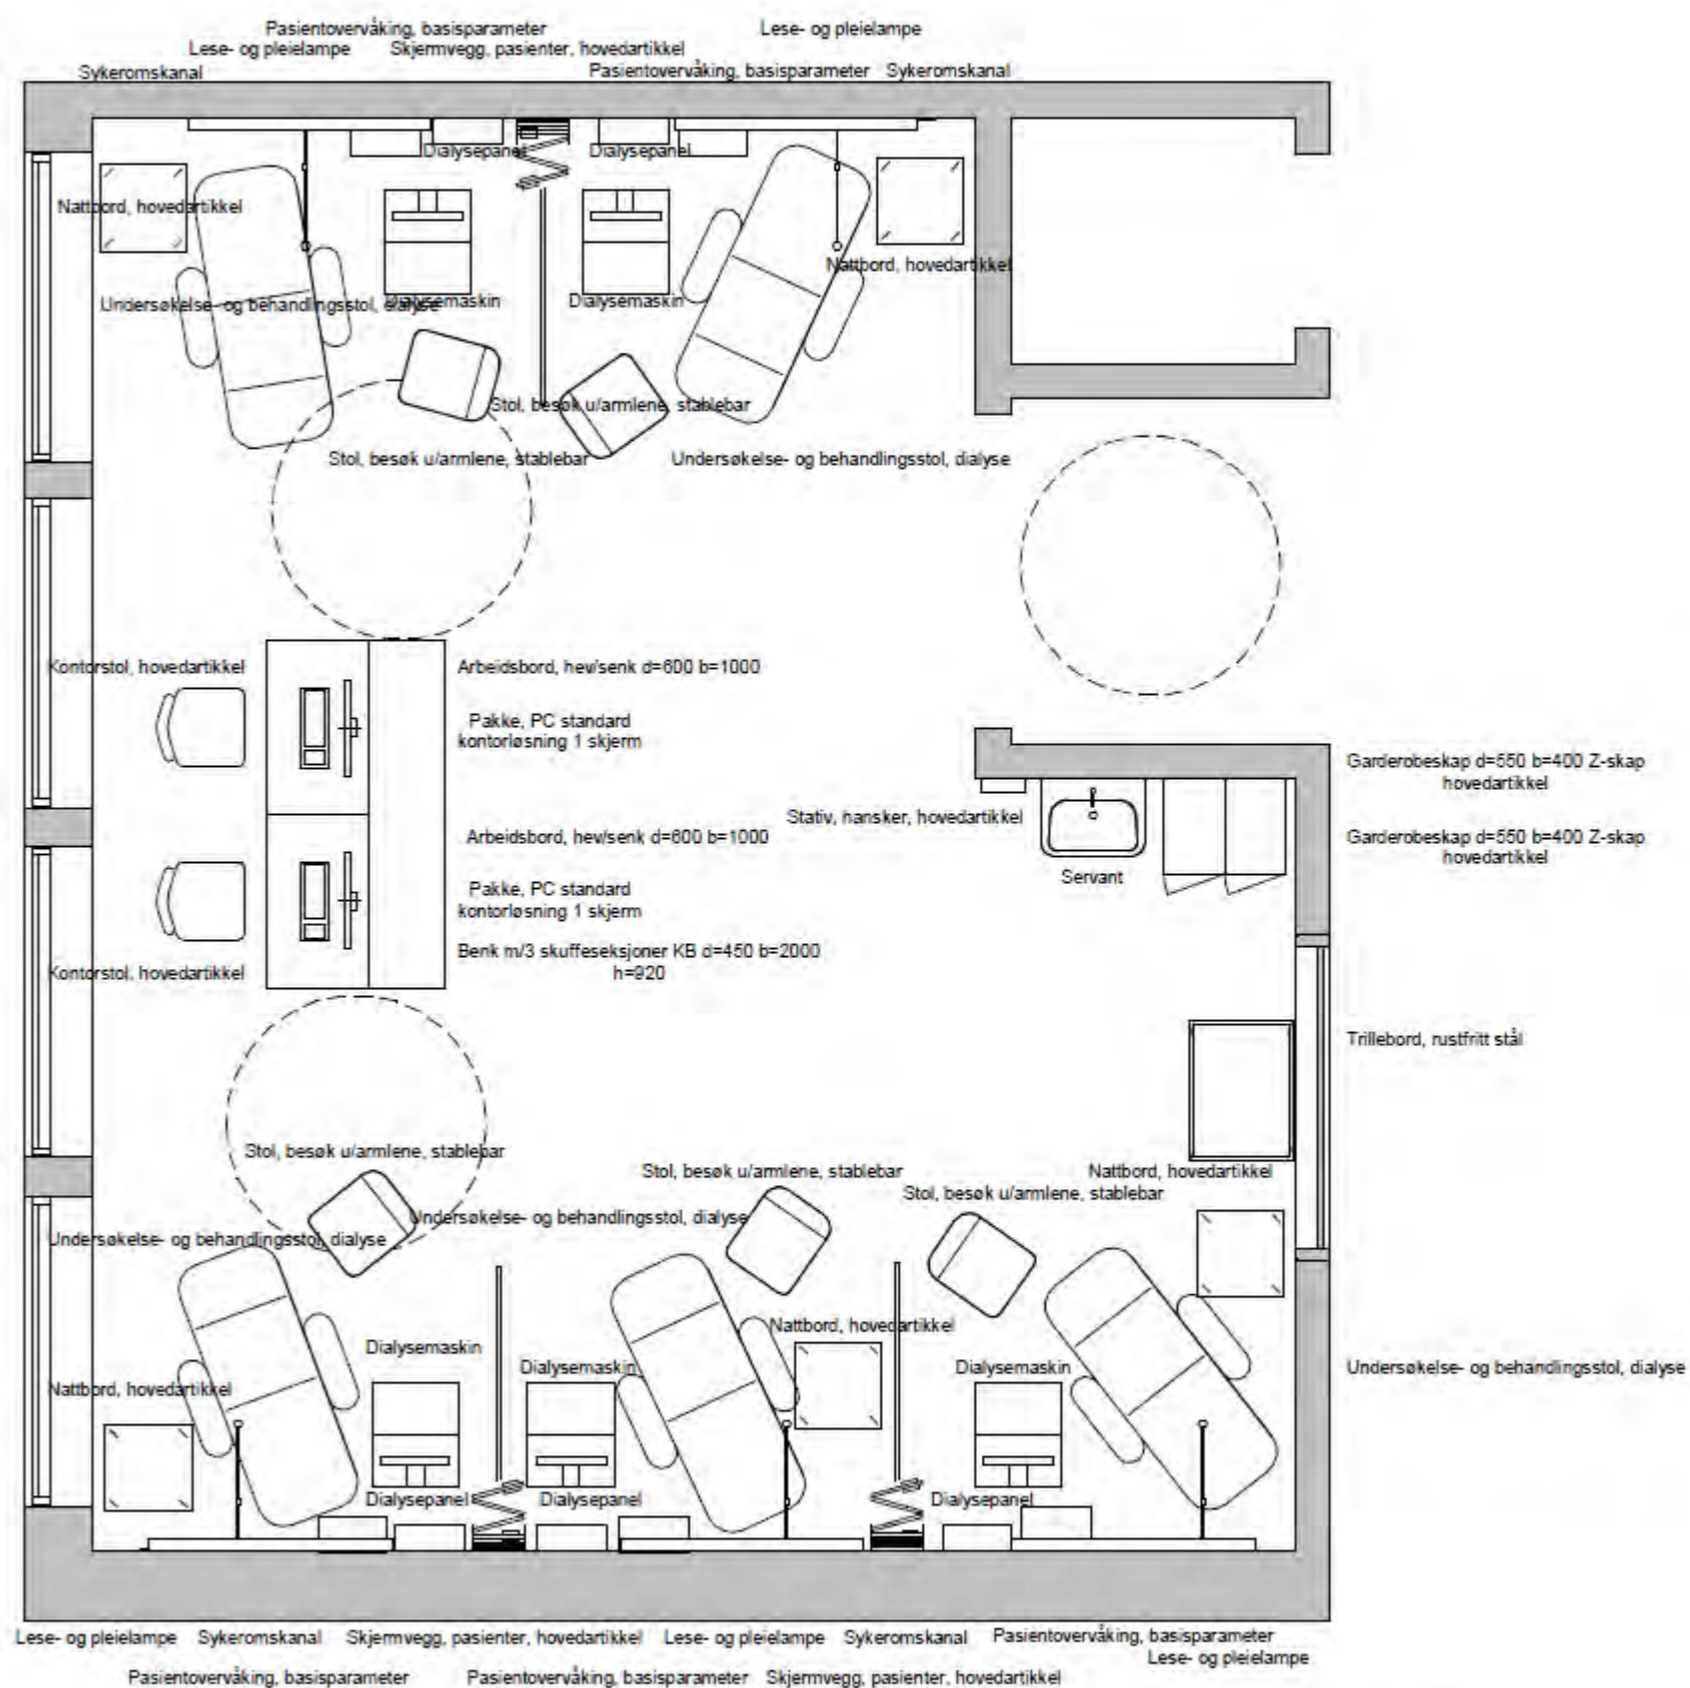 Pasientovervåking, basisparameter
Lese- og pleielampe
Lese- og pleielampe
Skjermvegg, pasienter, hovedartikkel
Sykeromskanal
Pasientovervåking, basisparameter
Sykeromskanal
Dialysepanel
Dialysepanel
Nattbord, hovedartikkel
Nattbord, hovedartikkel
Undersøkelse- og behandlingsstol, dialyse
Dialysemaskin
Dialysemaskin
Stol, besøk u/armlene, stablebar
Stol, besøk u/armlene, stablebar
Undersøkelse- og behandlingsstol, dialyse
Kontorstol, hovedartikkel
Arbeidsbord, hev/senk d=600 b=1000
Pakke, PC standard
kontorløsning 1 skjerm
Garderobeskap d=550 b=400 Z-skap
hovedartikkel
Stativ, hansker, hovedartikkel
Arbeidsbord, hev/senk d=600 b=1000
Garderobeskap d=550 b=400 Z-skap
hovedartikkel
Servant
Pakke, PC standard
kontorløsning 1 skjerm
Benk m/3 skuffeseksjoner KB d=450 b=2000
h=920
Kontorstol, hovedartikkel
Trillebord, rustfritt stål
Stol, besøk u/armlene, stablebar
Stol, besøk u/armlene, stablebar
Nattbord, hovedartikkel
Stol, besøk u/armlene, stablebar
Undersøkelse- og behandlingsstol, dialyse
Undersøkelse- og behandlingsstol, dialyse
Nattbord, hovedartikkel
Dialysemaskin
Dialysemaskin
Dialysemaskin
Undersøkelse- og behandlingsstol, dialyse
Nattbord, hovedartikkel
Dialysepanel
Dialysepanel
Dialysepanel
Lese- og pleielampe
Sykeromskanal
Skjermvegg, pasienter, hovedartikkel
Lese- og pleielampe
Sykeromskanal
Pasientovervåking, basisparameter
Lese- og pleielampe
Pasientovervåking, basisparameter
Pasientovervåking, basisparameter
Skjermvegg, pasienter, hovedartikkel